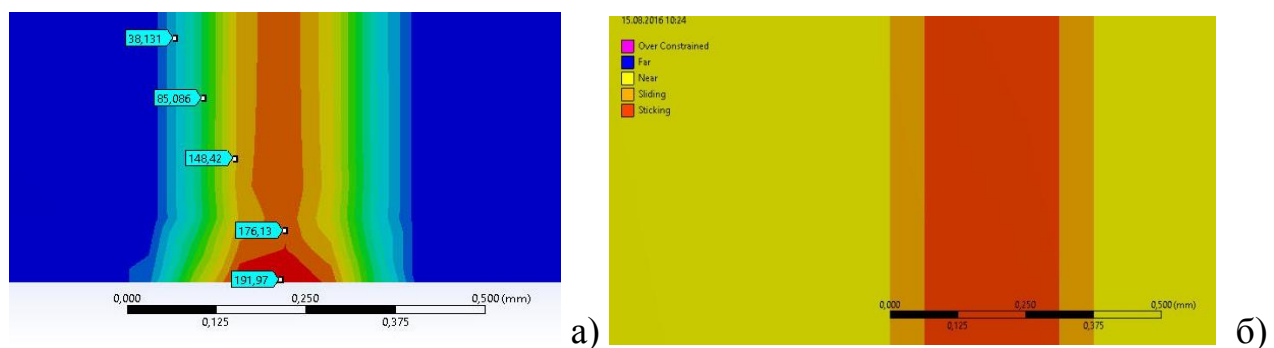 38,131
85,086
148,42
176,13
191,97
0,000 0,250 0,500 (mm)
0,125 0,375
а)
15.08.2016 10:24
Over Constrained
Far
Near
Sliding
Sticking
0,000 0,250 0,500 (mm)
0,125 0,375
б)